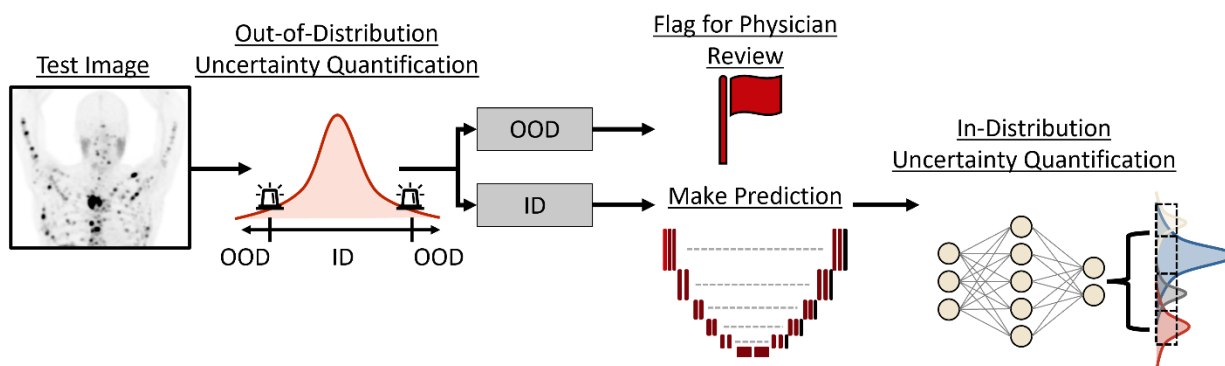 Test Image
Out-of-Distribution
Uncertainty Quantification
OOD
ID
OOD
OOD
ID
Flag for Physician
Review
Make Prediction
In-Distribution
Uncertainty Quantification